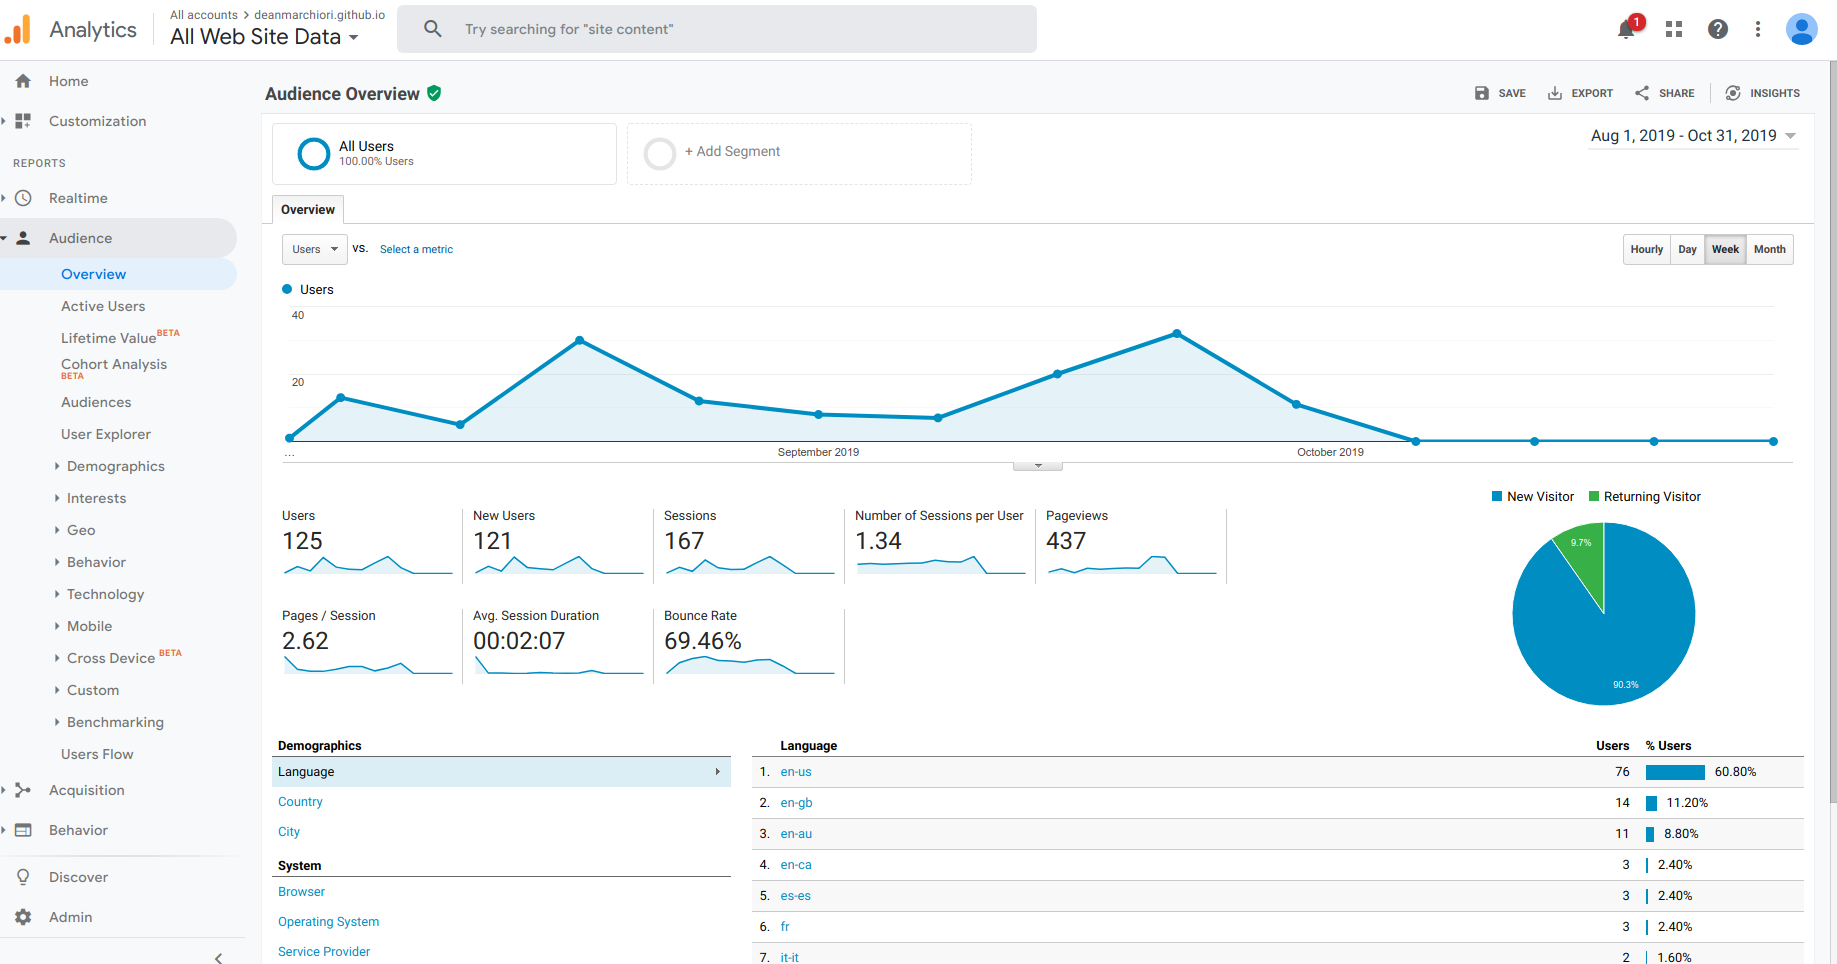 Analytics
All accounts > deanmarchiori.github.io
All Web Site Data
Try searching for "site content"
1
Home
Customization
REPORTS
Realtime
Audience
Overview
Active Users
Lifetime Value BETA
Cohort Analysis
BETA
Audiences
User Explorer
Demographics
Interests
Geo
Behavior
Technology
Mobile
Cross Device BETA
Custom
Benchmarking
Users Flow
Acquisition
Behavior
Discover
Admin
Audience Overview
SAVE
EXPORT
SHARE
INSIGHTS
All Users
100.00% Users
+ Add Segment
Aug 1, 2019 - Oct 31, 2019
Overview
Users
VS.
Select a metric
Hourly
Day
Week
Month
Users
40
20
...
September 2019
October 2019
Users
125
New Users
121
Sessions
167
Number of Sessions per User
1.34
Pageviews
437
Pages / Session
2.62
Avg. Session Duration
00:02:07
Bounce Rate
69.46%
New Visitor
Returning Visitor
9.7%
90.3%
Demographics
Language
Country
City
System
Browser
Operating System
Service Provider
Language Users % Users
1. en-us 76 60.80%
2. en-gb 14 11.20%
3. en-au 11 8.80%
4. en-ca 3 2.40%
5. es-es 3 2.40%
6. fr 3 2.40%
7. it-it 2 1.60%